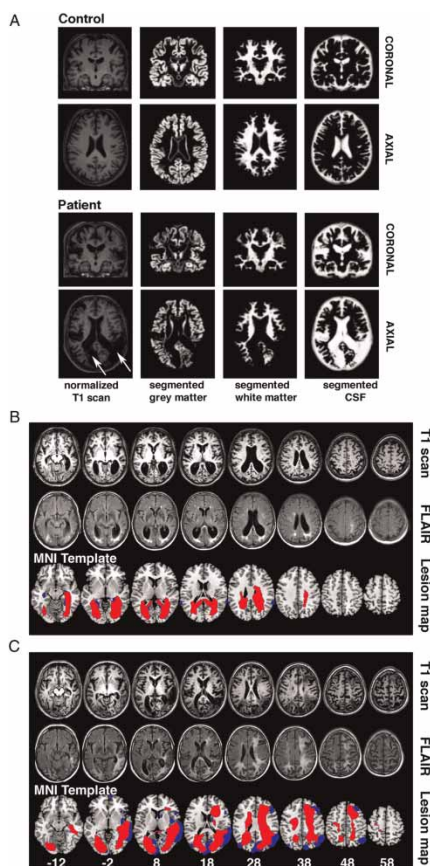 A
Control
CORONAL
AXIAL
Patient
CORONAL
AXIAL
normalized
T1 scan
segmented
grey matter
segmented
white matter
segmented
CSF
B
T1 scan
FLAIR
MNI Template
Lesion map
C
T1 scan
FLAIR
MNI Template
Lesion map
-12 -2 8 18 28 38 48 58